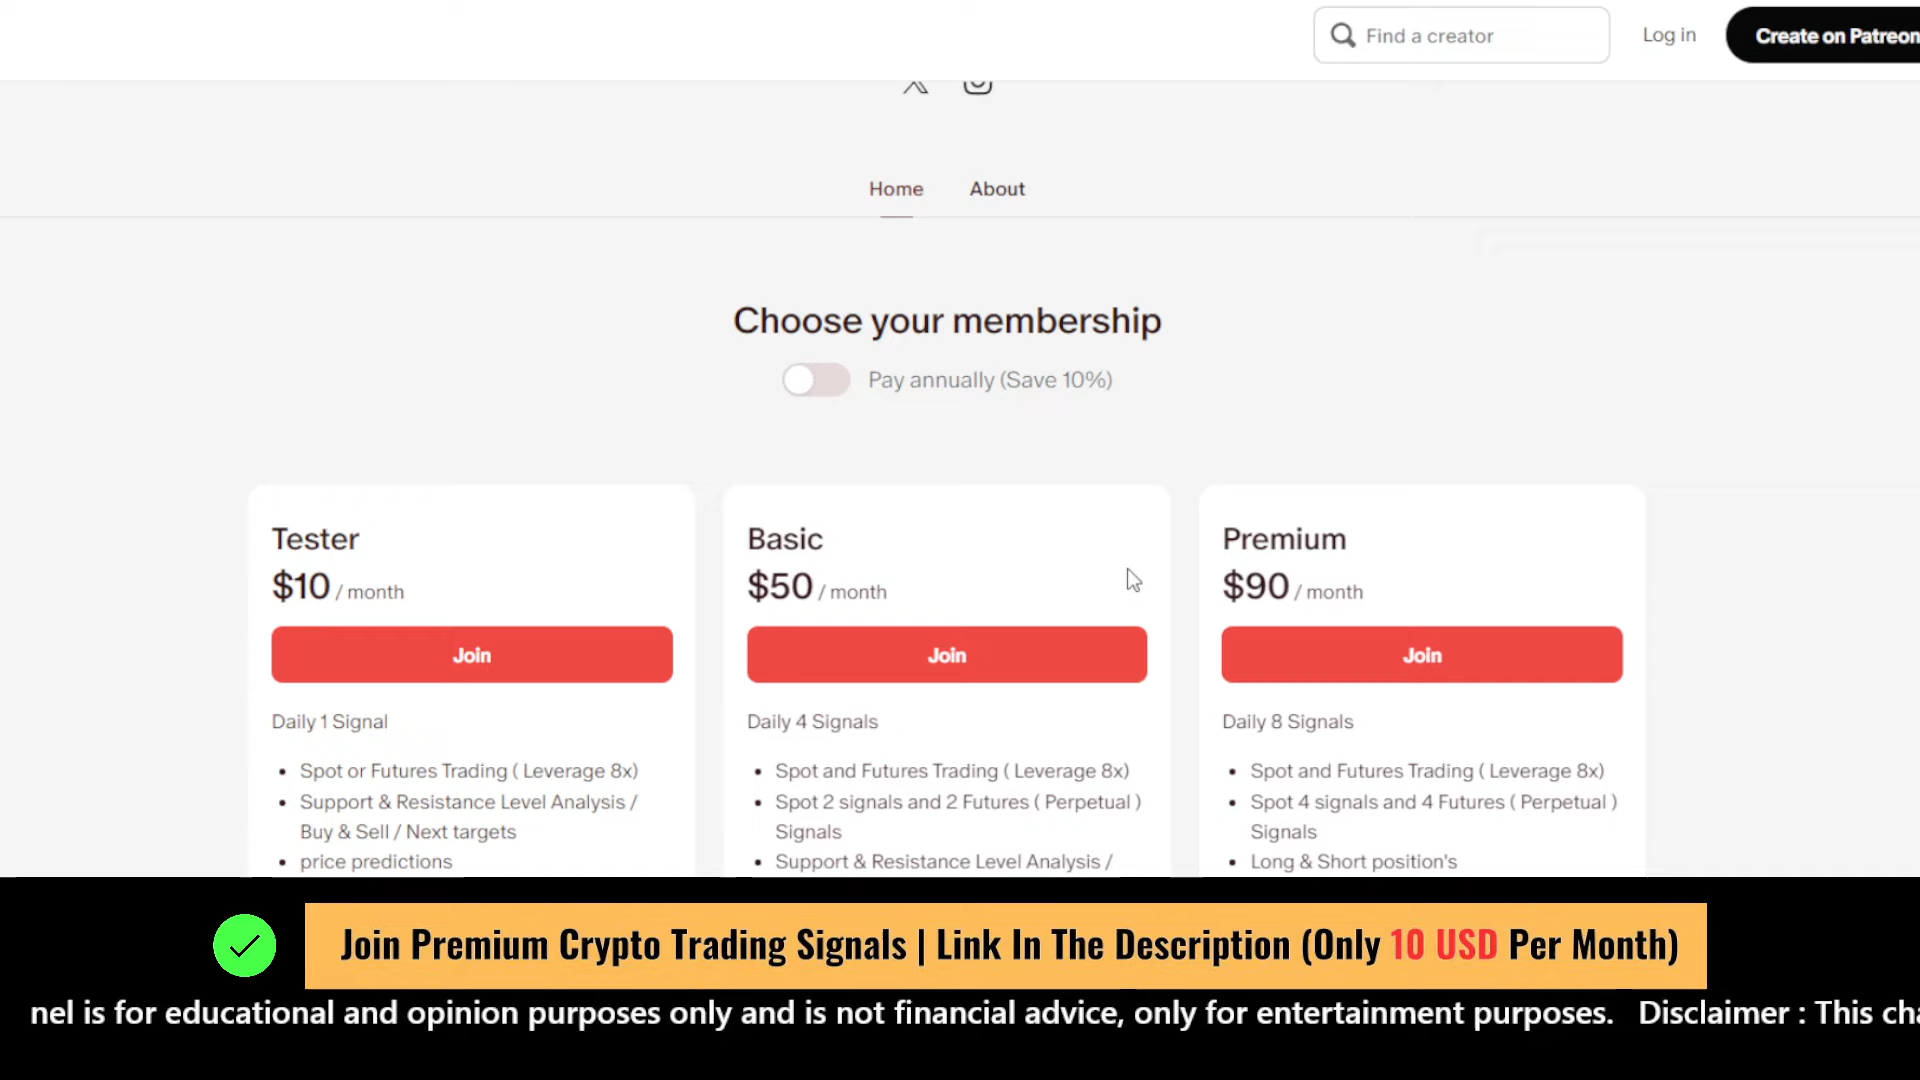 Find a creator
Log in
Create on Patreon
Home
About
Choose your membership
Pay annually (Save 10%)
Tester
$10 / month
Join
Daily 1 Signal
• Spot or Futures Trading ( Leverage 8x)
• Support & Resistance Level Analysis /
Buy & Sell / Next targets
• price predictions
Basic
$50 / month
Join
Daily 4 Signals
• Spot and Futures Trading ( Leverage 8x)
• Spot 2 signals and 2 Futures ( Perpetual )
Signals
• Support & Resistance Level Analysis /
Premium
$90 / month
Join
Daily 8 Signals
• Spot and Futures Trading ( Leverage 8x)
• Spot 4 signals and 4 Futures ( Perpetual )
Signals
• Long & Short position's
Join Premium Crypto Trading Signals | Link In The Description (Only 10 USD Per Month)
nel is for educational and opinion purposes only and is not financial advice, only for entertainment purposes. Disclaimer : This cha